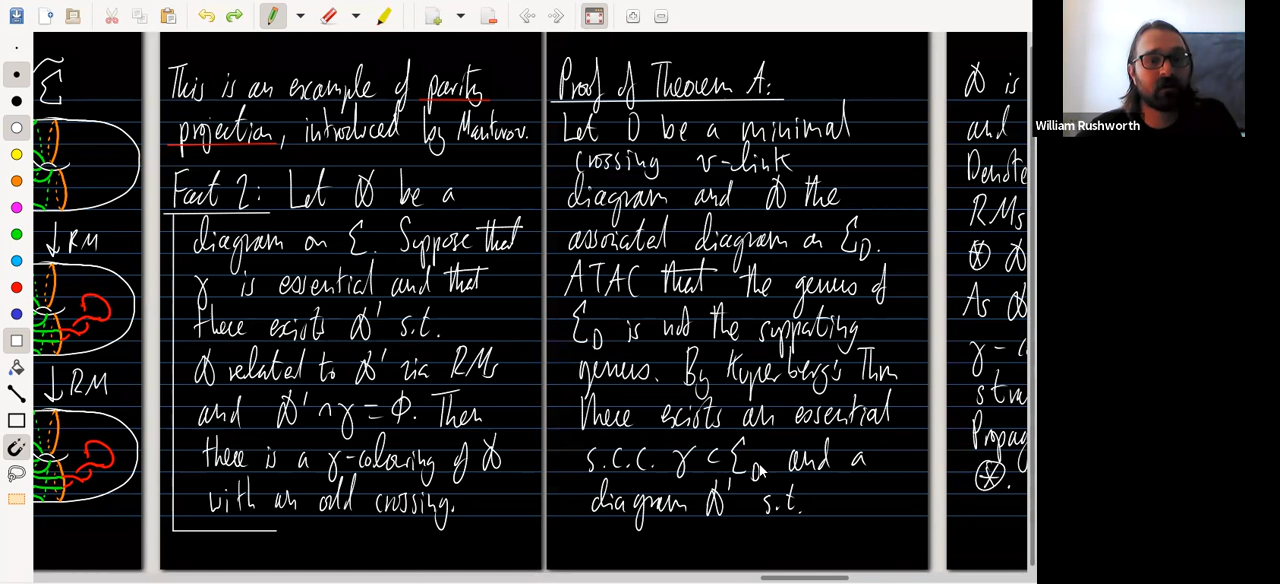 Σ̃
↓ RM
↓ RM
This is an example of parity
projection, introduced by Manturov.
Fact 2: Let D be a
diagram on Σ. Suppose that
γ is essential and that
there exists D' s.t.
D related to D' via RMs
and D' ∩ γ = Φ. Then
there is a γ-colouring of D
with an odd crossing.
Proof of Theorem A:
Let D be a minimal
crossing v-link
diagram and D the
associated diagram on Σ_D.
ATAC that the genus of
Σ_D is not the supporting
genus. By Kuperberg's Thm
there exists an essential
s.c.c. γ ⊂ Σ_D and a
diagram D' s.t.
D is
and
Denote
RMs
⊛ D
As D
γ-c
Propag
⊛.
William Rushworth